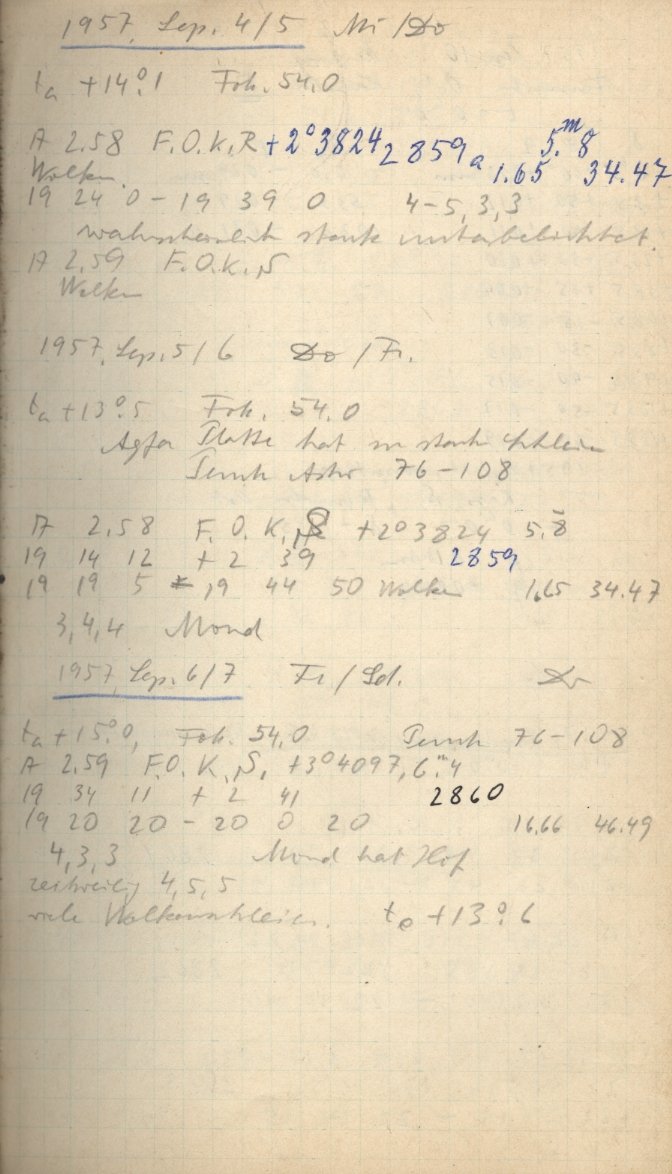 1957, Sep. 4/5 Mi/Do
ta +14°.1 Fok. 54.0
A 2.58 F.O.K,R +2°3824 2859a 5.m8
Wolken 1.65 34.47
19 24 0 – 19 39 0 4–5,3,3
wahrscheinlich stark unterbelichtet.
A 2.59 F.O.K,S
Wolken
1957, Sep. 5/6 Do/Fr.
ta +13°.5 Fok. 54.0
Agfa Platte hat zu stark Schleier
76–108
A 2,58 F.O.K,S +2°3824 5.8
19 14 12 + 2 39 2859
19 19 5 – 19 44 50 Wolken 1,65 34.47
3,4,4 Mond
1957, Sep. 6/7 Fr/Sa.
ta +15°.0, Fok. 54,0 76–108
A 2.59 F.O.K,S, +3°4097, 6.m4
19 34 11 + 2 41 2860
19 20 20 – 20 0 20 16.66 46.49
4,3,3 Mond hat Hof
zeitweilig 4,5,5
viele Wolkenschleier. te +13°.6